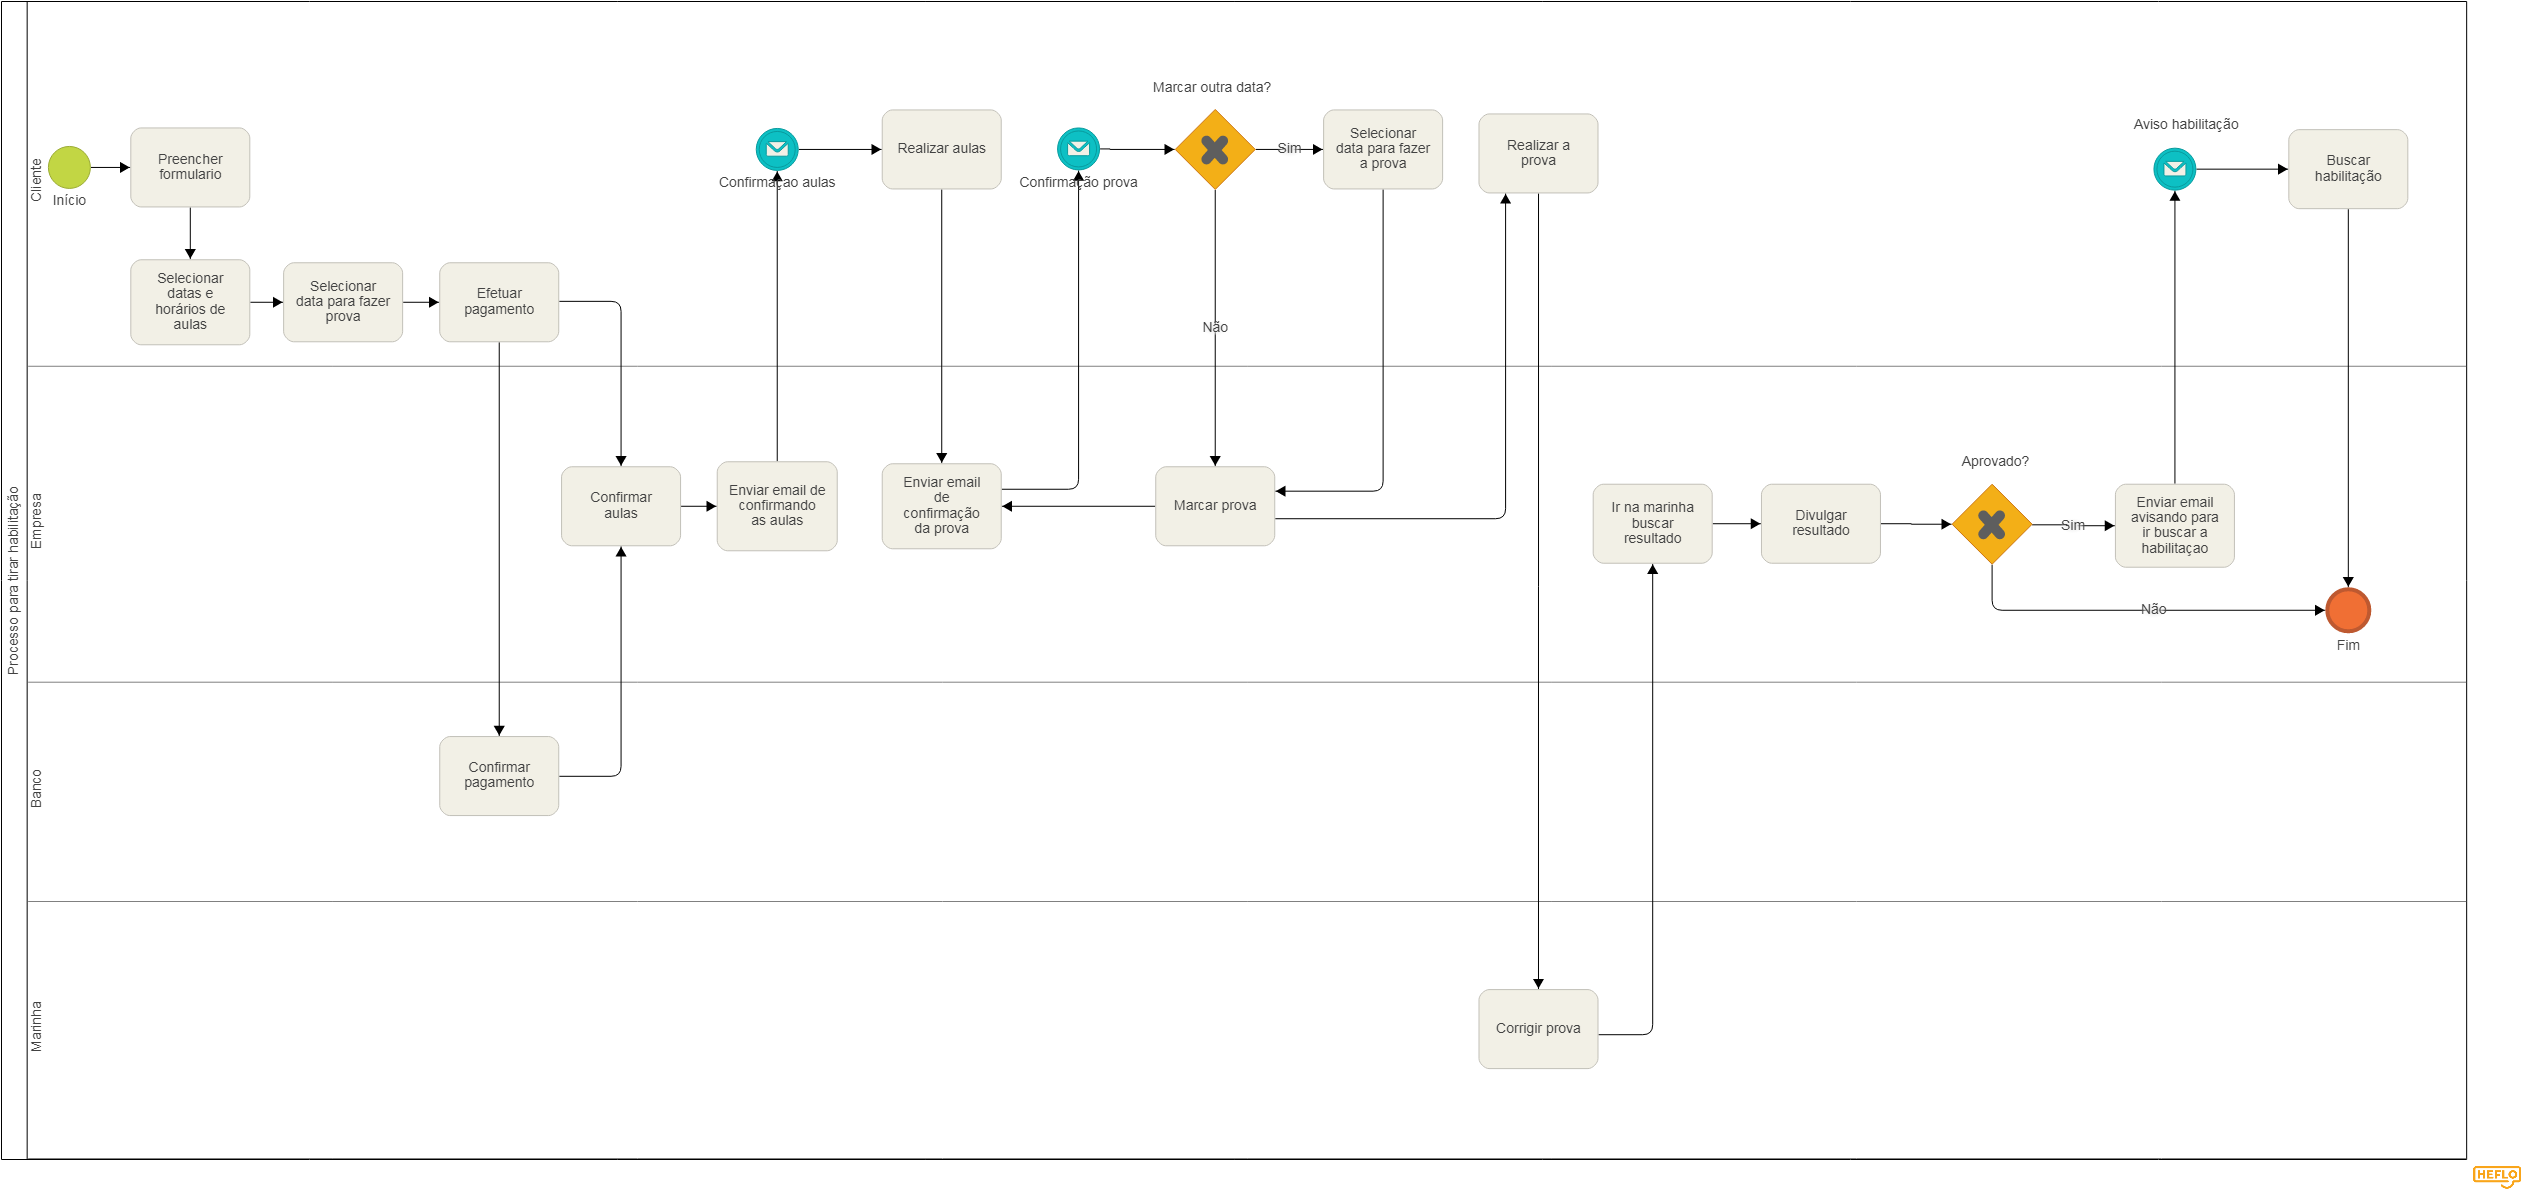 Processo para tirar habilitação
Cliente
Início
Preencher
formulario
Selecionar
datas e
horários de
aulas
Selecionar
data para fazer
prova
Efetuar
pagamento
Confirmaçao aulas
Realizar aulas
Confirmação prova
Marcar outra data?
Sim
Não
Selecionar
data para fazer
a prova
Realizar a
prova
Aviso habilitação
Buscar
habilitação
Empresa
Confirmar
aulas
Enviar email de
confirmando
as aulas
Enviar email
de
confirmação
da prova
Marcar prova
Ir na marinha
buscar
resultado
Divulgar
resultado
Aprovado?
Sim
Não
Enviar email
avisando para
ir buscar a
habilitaçao
Fim
Banco
Confirmar
pagamento
Marinha
Corrigir prova
HEFLO